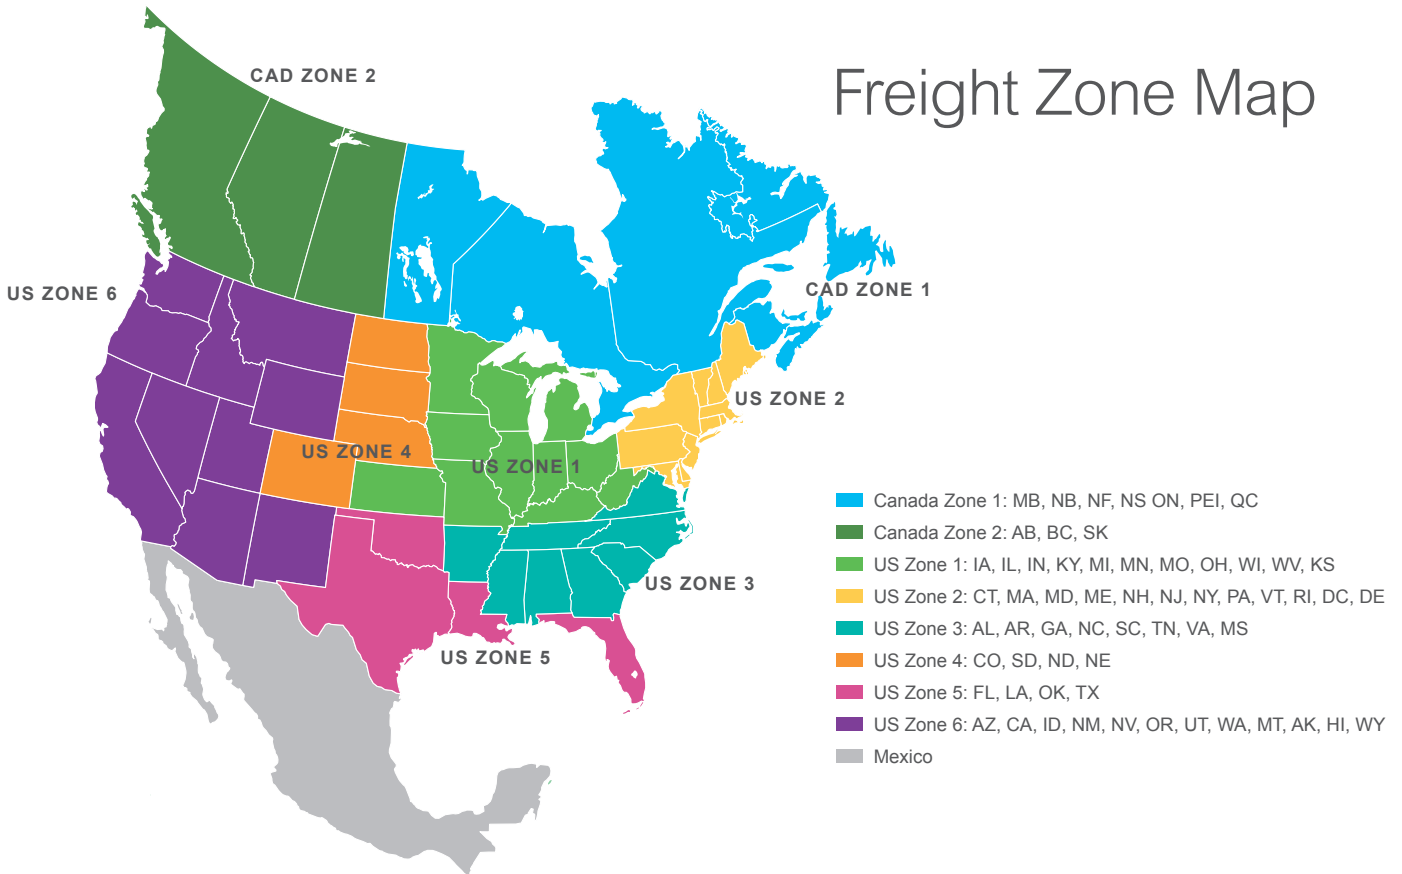 Freight Zone Map
CAD ZONE 2
US ZONE 6
CAD ZONE 1
US ZONE 2
US ZONE 4
US ZONE 1
US ZONE 3
US ZONE 5
Canada Zone 1: MB, NB, NF, NS ON, PEI, QC
Canada Zone 2: AB, BC, SK
US Zone 1: IA, IL, IN, KY, MI, MN, MO, OH, WI, WV, KS
US Zone 2: CT, MA, MD, ME, NH, NJ, NY, PA, VT, RI, DC, DE
US Zone 3: AL, AR, GA, NC, SC, TN, VA, MS
US Zone 4: CO, SD, ND, NE
US Zone 5: FL, LA, OK, TX
US Zone 6: AZ, CA, ID, NM, NV, OR, UT, WA, MT, AK, HI, WY
Mexico